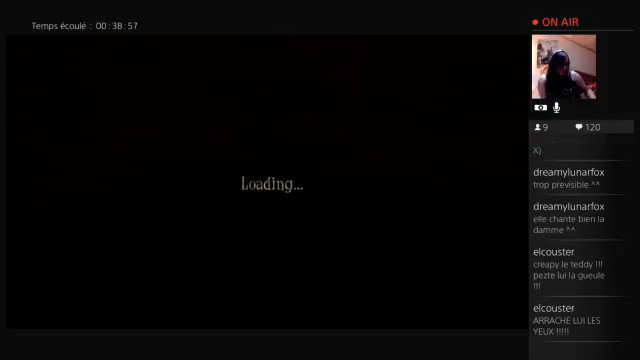 Temps écoulé : 00:38:57
ON AIR
9 120
Loading...
X)
dreamylunarfox
trop previsible ^^
dreamylunarfox
elle chante bien la
damme ^^
elcouster
creapy le teddy !!!
pezte lui la gueule
!!!
elcouster
ARRACHE LUI LES
YEUX !!!!!